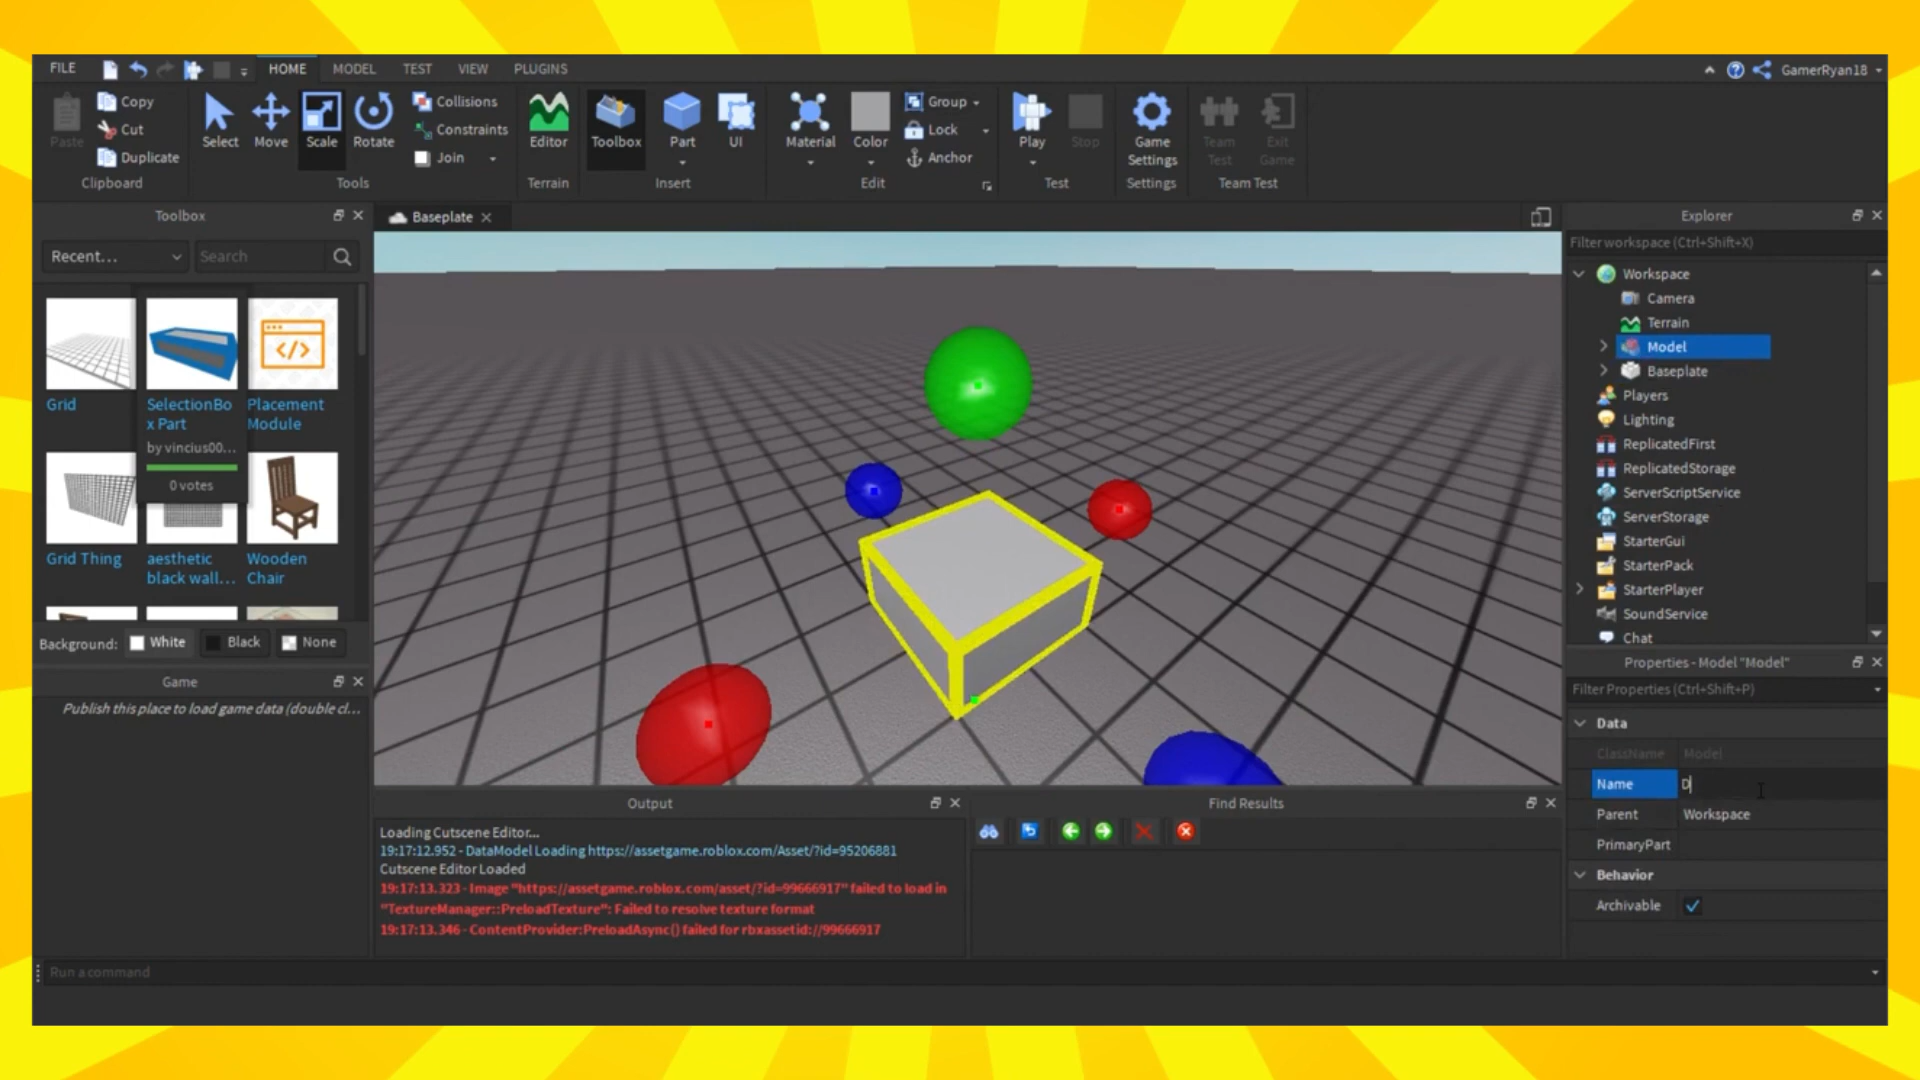 FILE
HOME
MODEL
TEST
VIEW
PLUGINS
GamerRyan18
Paste
Copy
Cut
Duplicate
Clipboard
Select
Move
Scale
Rotate
Collisions
Constraints
Join
Tools
Editor
Terrain
Toolbox
Part
UI
Insert
Material
Color
Group
Lock
Anchor
Edit
Play
Stop
Test
Game
Settings
Settings
Team
Test
Exit
Game
Team Test
Toolbox
Recent...
Search
Grid
SelectionBo
x Part
by vincius00...
0 votes
Placement
Module
Grid Thing
aesthetic
black wall...
Wooden
Chair
Background:
White
Black
None
Game
Publish this place to load game data (double cl...
Baseplate
Output
Loading Cutscene Editor...
19:17:12.952 - DataModel Loading https://assetgame.roblox.com/Asset/?id=95206881
Cutscene Editor Loaded
19:17:13.323 - Image "https://assetgame.roblox.com/asset/?id=99666917" failed to load in
"TextureManager::PreloadTexture": Failed to resolve texture format
19:17:13.346 - ContentProvider:PreloadAsync() failed for rbxassetid://99666917
Find Results
Explorer
Filter workspace (Ctrl+Shift+X)
Workspace
Camera
Terrain
Model
Baseplate
Players
Lighting
ReplicatedFirst
ReplicatedStorage
ServerScriptService
ServerStorage
StarterGui
StarterPack
StarterPlayer
SoundService
Chat
Properties - Model "Model"
Filter Properties (Ctrl+Shift+P)
Data
ClassName Model
Name D
Parent Workspace
PrimaryPart
Behavior
Archivable
Run a command